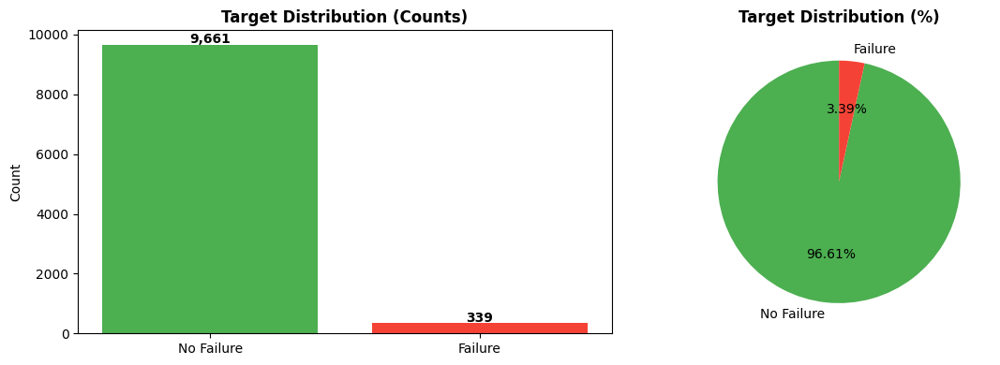 Target Distribution (Counts)
10000
8000
6000
4000
2000
0
Count
9,661
339
No Failure
Failure
Target Distribution (%)
Failure
3.39%
96.61%
No Failure